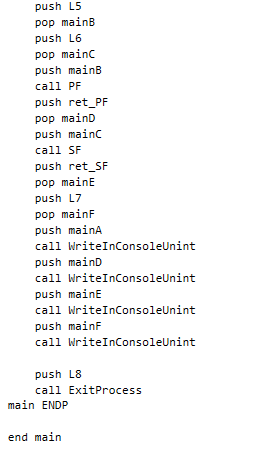 push L5
pop mainB
push L6
pop mainC
push mainB
call PF
push ret_PF
pop mainD
push mainC
call SF
push ret_SF
pop mainE
push L7
pop mainF
push mainA
call WriteInConsoleUnint
push mainD
call WriteInConsoleUnint
push mainE
call WriteInConsoleUnint
push mainF
call WriteInConsoleUnint
push L8
call ExitProcess
main ENDP
end main